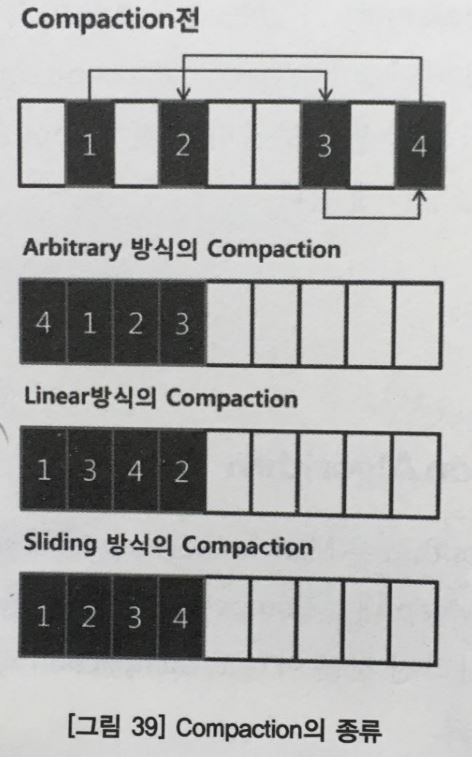 Compaction전
1 2 3 4
Arbitrary 방식의 Compaction
4 1 2 3
Linear방식의 Compaction
1 3 4 2
Sliding 방식의 Compaction
1 2 3 4
[그림 39] Compaction의 종류